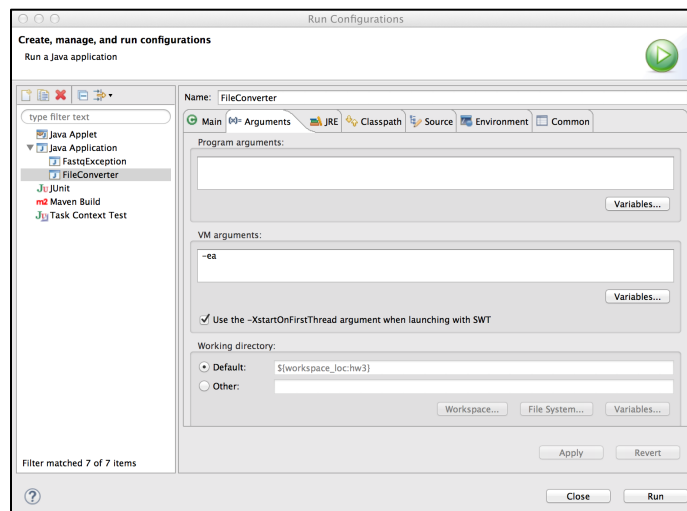 Run Configurations
Create, manage, and run configurations
Run a Java application
type filter text
Java Applet
Java Application
FastqException
FileConverter
JU JUnit
m2 Maven Build
Ju Task Context Test
Filter matched 7 of 7 items
Name: FileConverter
Main (x)= Arguments JRE Classpath Source Environment Common
Program arguments:
Variables...
VM arguments:
-ea
Variables...
Use the -XstartOnFirstThread argument when launching with SWT
Working directory:
Default: ${workspace_loc:hw3}
Other:
Workspace... File System... Variables...
Apply Revert
Close Run